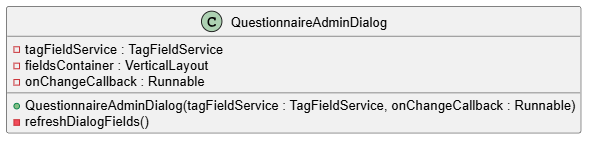 C QuestionnaireAdminDialog
tagFieldService : TagFieldService
fieldsContainer : VerticalLayout
onChangeCallback : Runnable
QuestionnaireAdminDialog(tagFieldService : TagFieldService, onChangeCallback : Runnable)
refreshDialogFields()